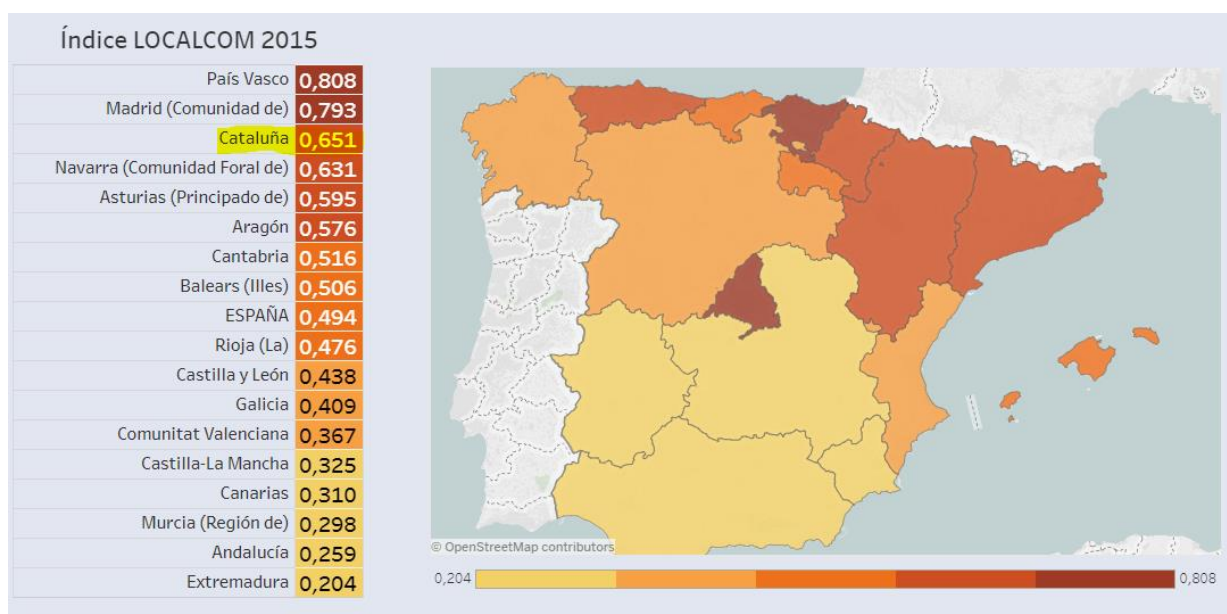 Índice LOCALCOM 2015
País Vasco 0,808
Madrid (Comunidad de) 0,793
Cataluña 0,651
Navarra (Comunidad Foral de) 0,631
Asturias (Principado de) 0,595
Aragón 0,576
Cantabria 0,516
Balears (Illes) 0,506
ESPAÑA 0,494
Rioja (La) 0,476
Castilla y León 0,438
Galicia 0,409
Comunitat Valenciana 0,367
Castilla-La Mancha 0,325
Canarias 0,310
Murcia (Región de) 0,298
Andalucía 0,259
Extremadura 0,204
© OpenStreetMap contributors
0,204 0,808